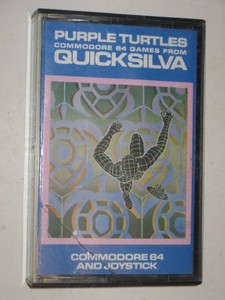 PURPLE TURTLES
COMMODORE 64 GAMES FROM
QUICKSILVA
COMMODORE 64
AND JOYSTICK